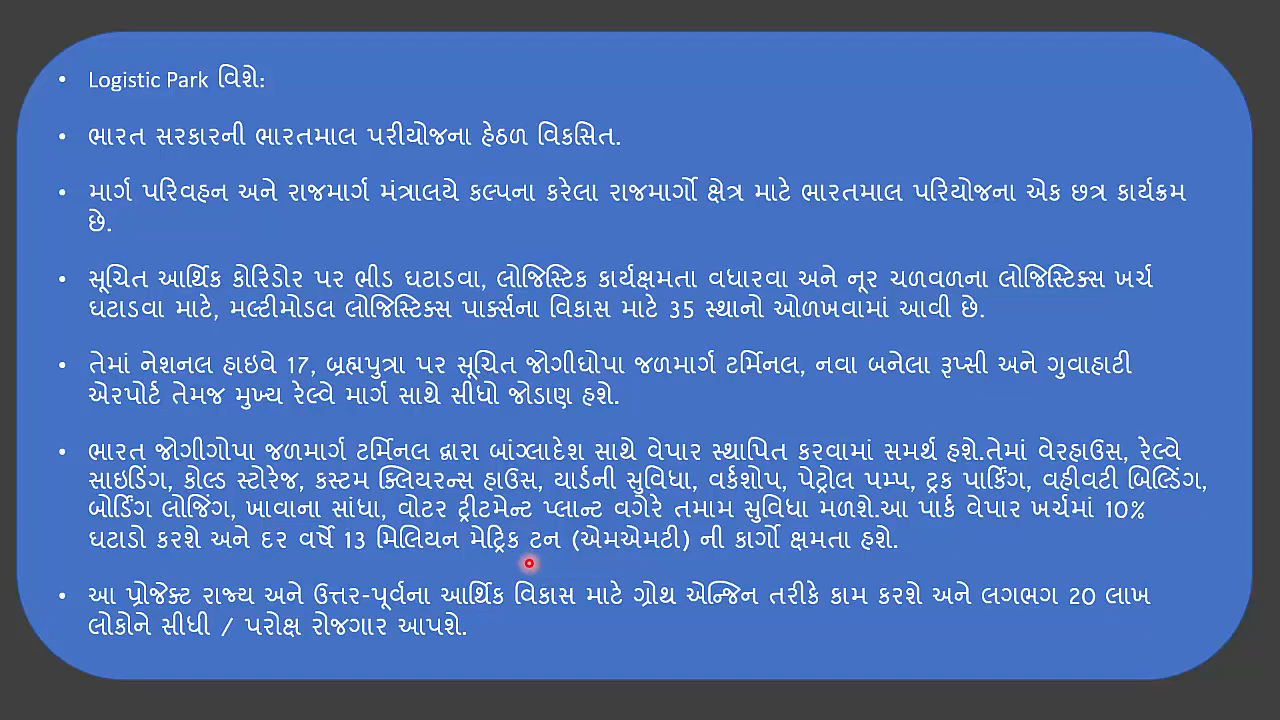 • Logistic Park વિશે:
• ભારત સરકારની ભારતમાલ પરીયોજના હેઠળ વિકસિત.
• માર્ગ પરિવહન અને રાજમાર્ગ મંત્રાલયે કલ્પના કરેલા રાજમાર્ગો ક્ષેત્ર માટે ભારતમાલ પરિયોજના એક છત્ર કાર્યક્રમ
છે.
• સૂચિત આર્થિક કોરિડોર પર ભીડ ઘટાડવા, લોજિસ્ટિક કાર્યક્ષમતા વધારવા અને નૂર ચળવળના લોજિસ્ટિક્સ ખર્ચ
ઘટાડવા માટે, મલ્ટીમોડલ લોજિસ્ટિક્સ પાર્ક્સના વિકાસ માટે 35 સ્થાનો ઓળખવામાં આવી છે.
• તેમાં નેશનલ હાઇવે 17, બ્રહ્મપુત્રા પર સૂચિત જોગીઘોપા જળમાર્ગ ટર્મિનલ, નવા બનેલા રૂપ્સી અને ગુવાહાટી
એરપોર્ટ તેમજ મુખ્ય રેલ્વે માર્ગ સાથે સીધો જોડાણ હશે.
• ભારત જોગીગોપા જળમાર્ગ ટર્મિનલ દ્વારા બાંગ્લાદેશ સાથે વેપાર સ્થાપિત કરવામાં સમર્થ હશે.તેમાં વેરહાઉસ, રેલ્વે
સાઇડિંગ, કોલ્ડ સ્ટોરેજ, કસ્ટમ ક્લિયરન્સ હાઉસ, યાર્ડની સુવિધા, વર્કશોપ, પેટ્રોલ પમ્પ, ટ્રક પાર્કિંગ, વહીવટી બિલ્ડિંગ,
બોર્ડિંગ લોજિંગ, ખાવાના સાંધા, વોટર ટ્રીટમેન્ટ પ્લાન્ટ વગેરે તમામ સુવિધા મળશે.આ પાર્ક વેપાર ખર્ચમાં 10%
ઘટાડો કરશે અને દર વર્ષે 13 મિલિયન મેટ્રિક ટન (એમએમટી) ની કાર્ગો ક્ષમતા હશે.
• આ પ્રોજેક્ટ રાજ્ય અને ઉત્તર-પૂર્વના આર્થિક વિકાસ માટે ગ્રોથ એન્જિન તરીકે કામ કરશે અને લગભગ 20 લાખ
લોકોને સીધી / પરોક્ષ રોજગાર આપશે.